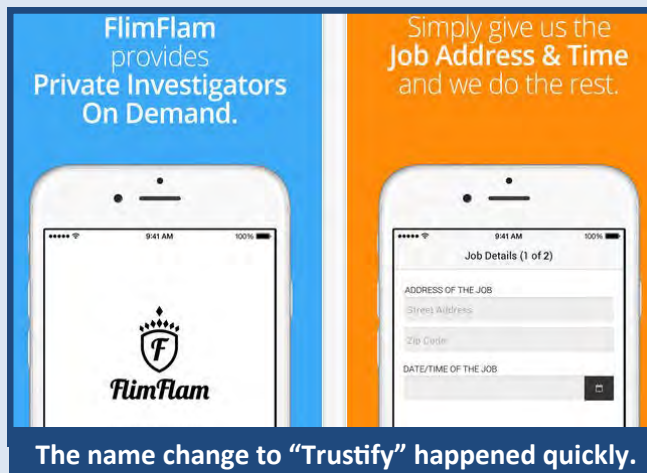 FlimFlam
provides
Private Investigators
On Demand.
9:41 AM
100%
F
FlimFlam
Simply give us the
Job Address & Time
and we do the rest.
9:41 AM
100%
Job Details (1 of 2)
ADDRESS OF THE JOB
Street Address
Zip Code
DATE/TIME OF THE JOB
The name change to “Trustify” happened quickly.